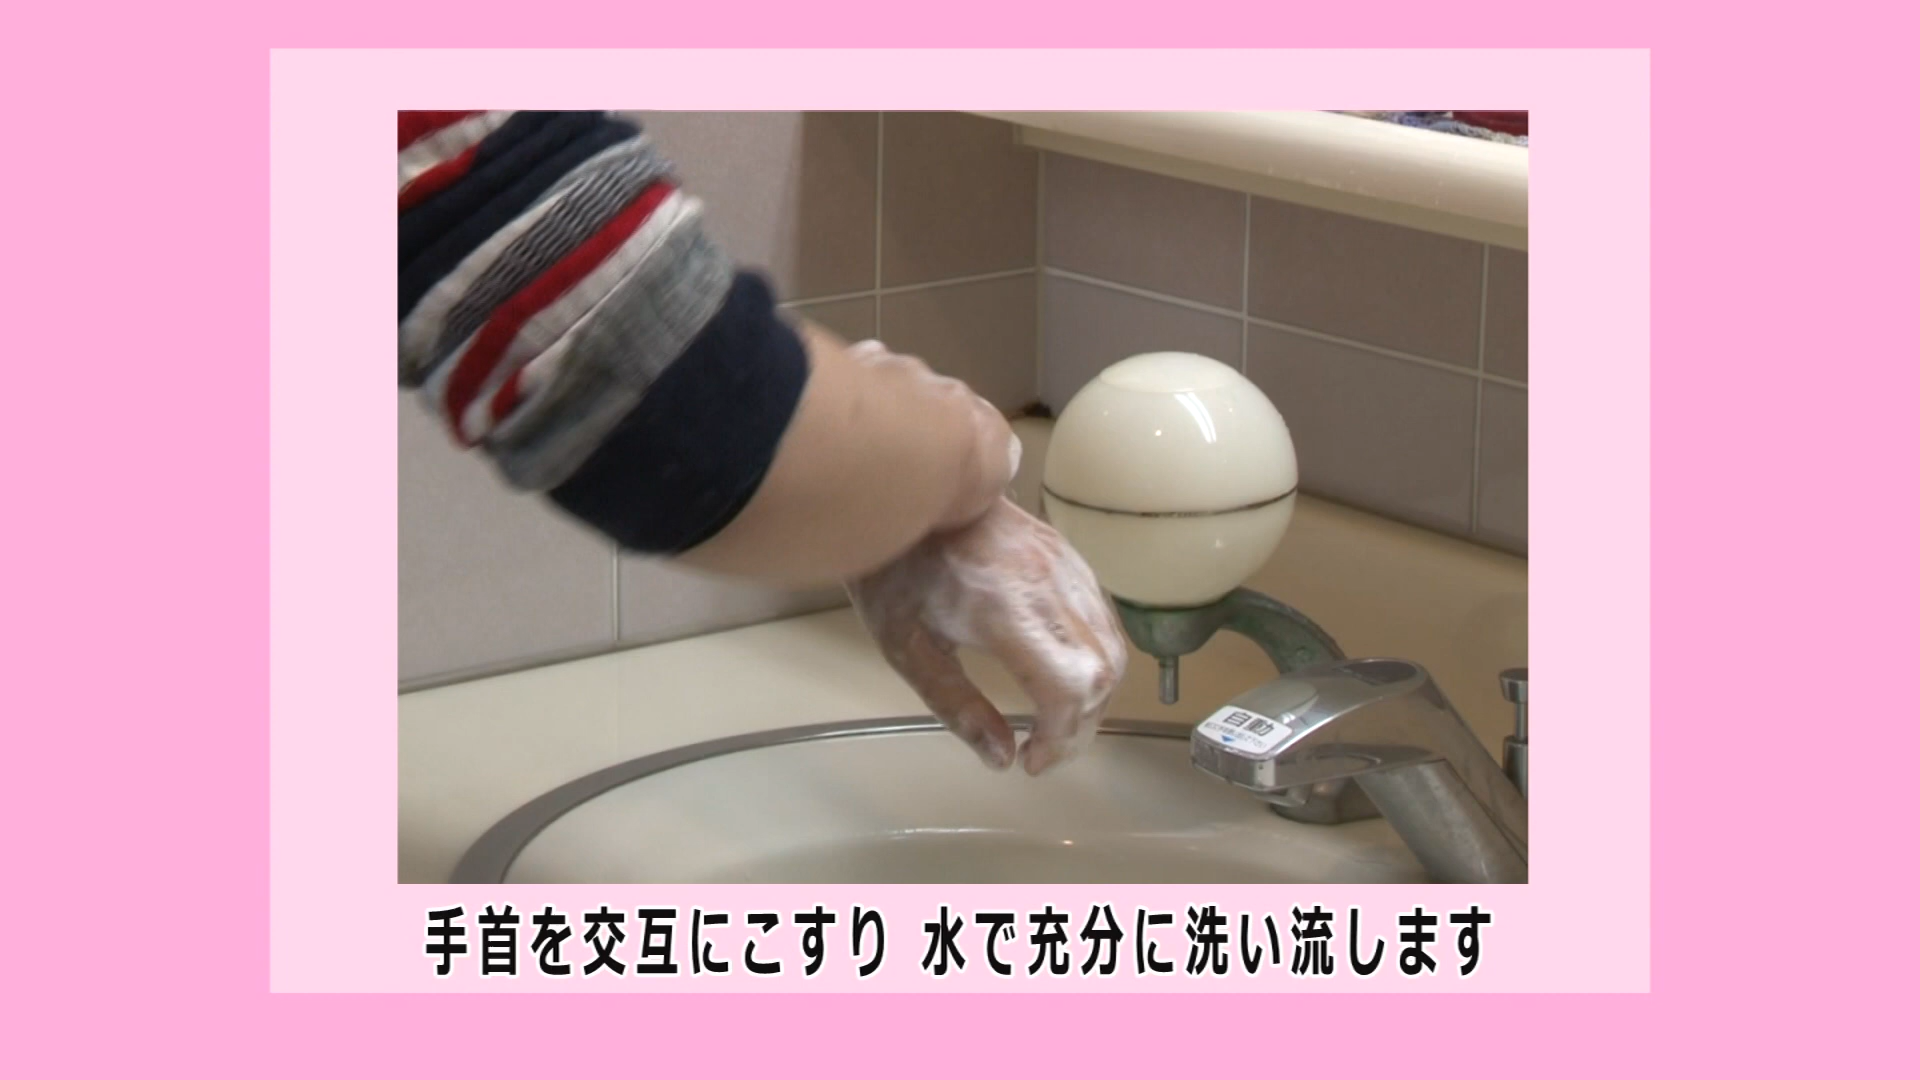 自動
手首を交互にこすり 水で充分に洗い流します